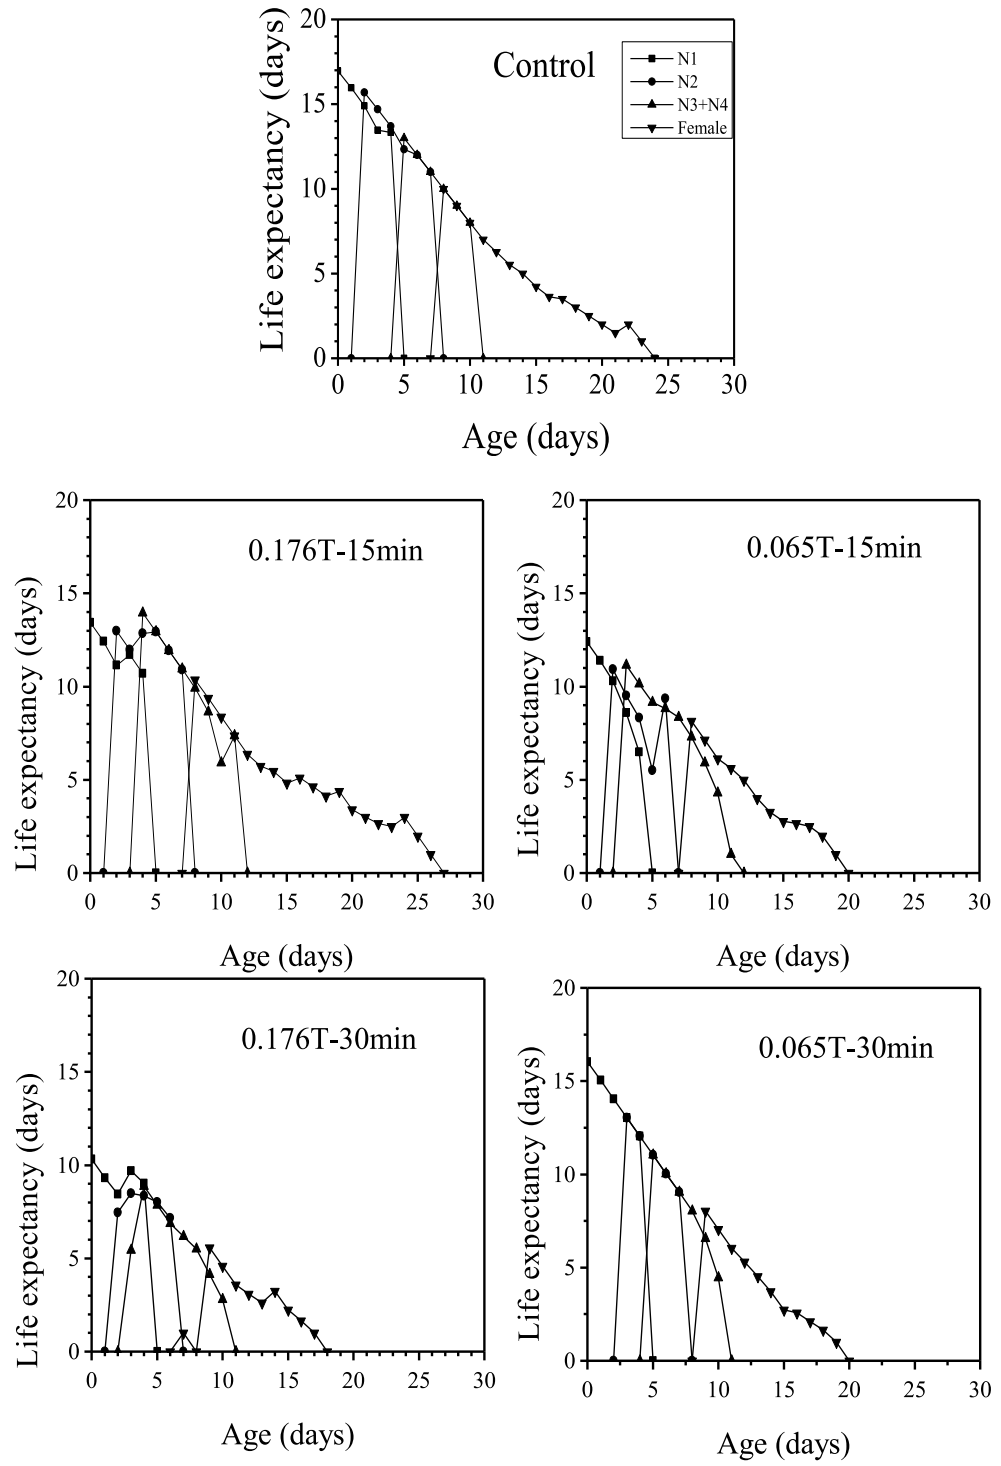 Control
N1
N2
N3+N4
Female
Life expectancy (days)
20
15
10
5
0
0 5 10 15 20 25 30
Age (days)
0.176T-15min
Life expectancy (days)
20
15
10
5
0
0 5 10 15 20 25 30
Age (days)
0.065T-15min
Life expectancy (days)
20
15
10
5
0
0 5 10 15 20 25 30
Age (days)
0.176T-30min
Life expectancy (days)
20
15
10
5
0
0 5 10 15 20 25 30
Age (days)
0.065T-30min
Life expectancy (days)
20
15
10
5
0
0 5 10 15 20 25 30
Age (days)